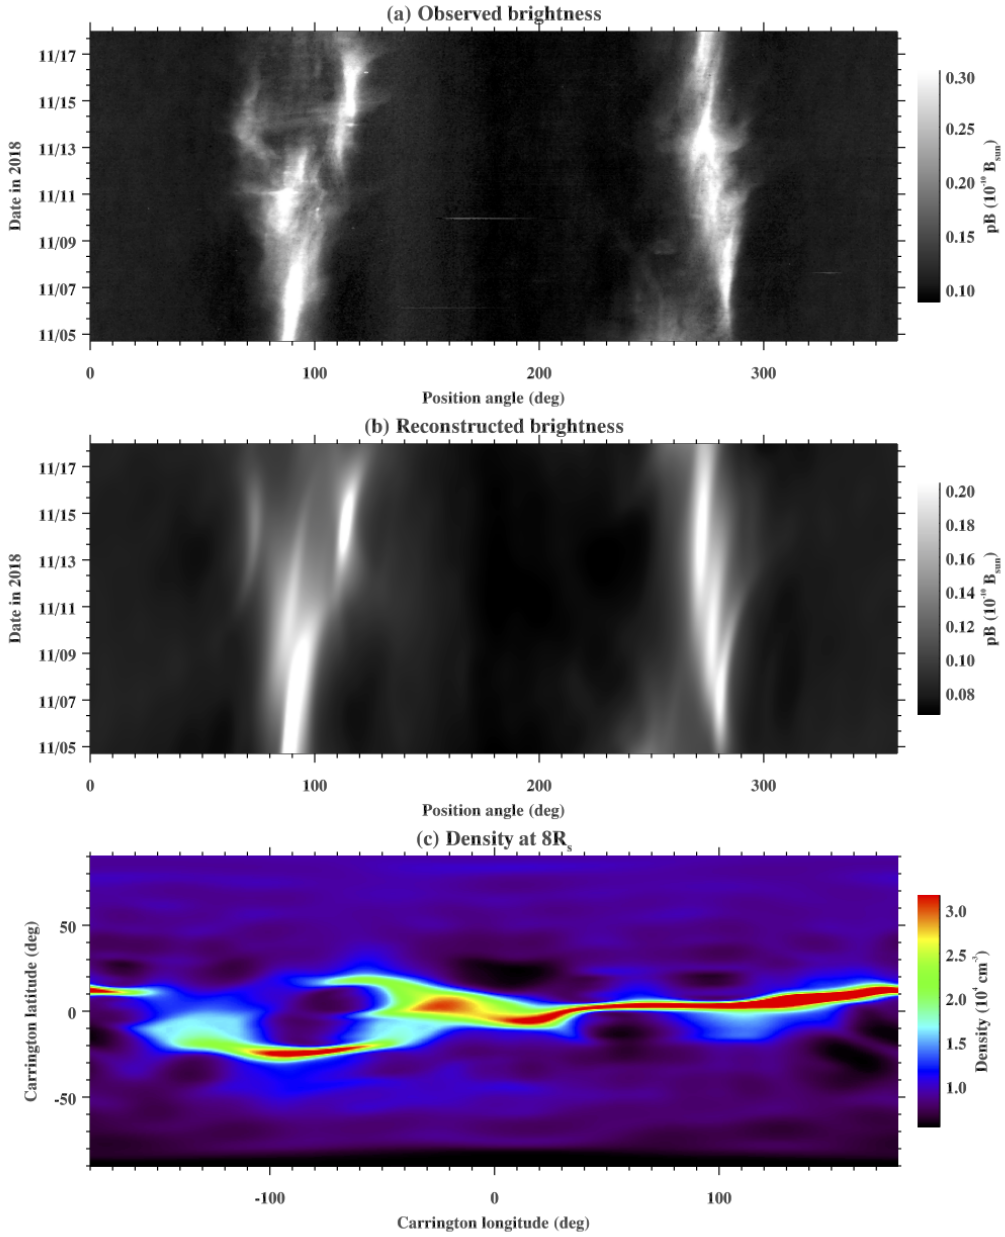 (a) Observed brightness
11/17
11/15
11/13
11/11
11/09
11/07
11/05
Date in 2018
0 100 200 300
Position angle (deg)
0.30
0.25
0.20
0.15
0.10
pB (10⁻¹⁰ Bsun)
(b) Reconstructed brightness
11/17
11/15
11/13
11/11
11/09
11/07
11/05
Date in 2018
0 100 200 300
Position angle (deg)
0.20
0.18
0.16
0.14
0.12
0.10
0.08
pB (10⁻¹⁰ Bsun)
(c) Density at 8Rs
50
0
-50
Carrington latitude (deg)
-100 0 100
Carrington longitude (deg)
3.0
2.5
2.0
1.5
1.0
Density (10⁴ cm⁻³)